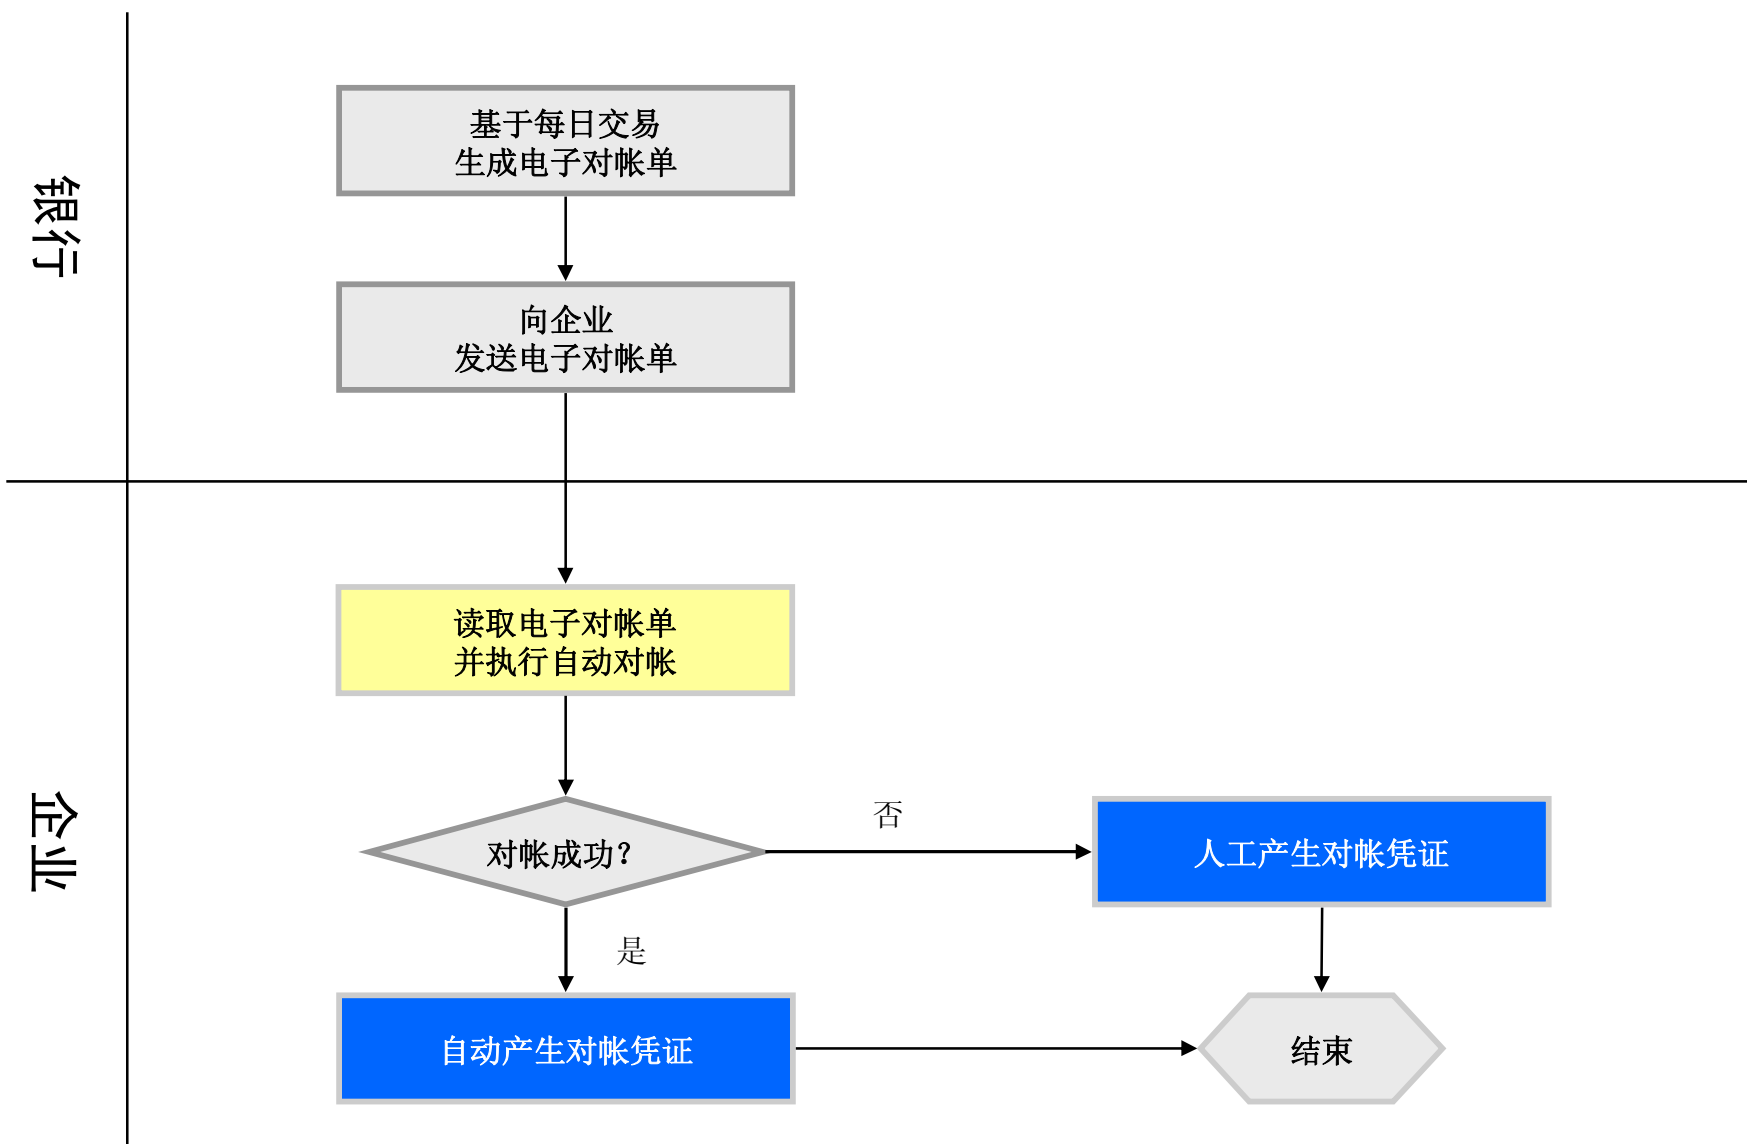 银行
基于每日交易
生成电子对帐单
向企业
发送电子对帐单
企业
读取电子对帐单
并执行自动对帐
对帐成功？
否
人工产生对帐凭证
是
自动产生对帐凭证
结束